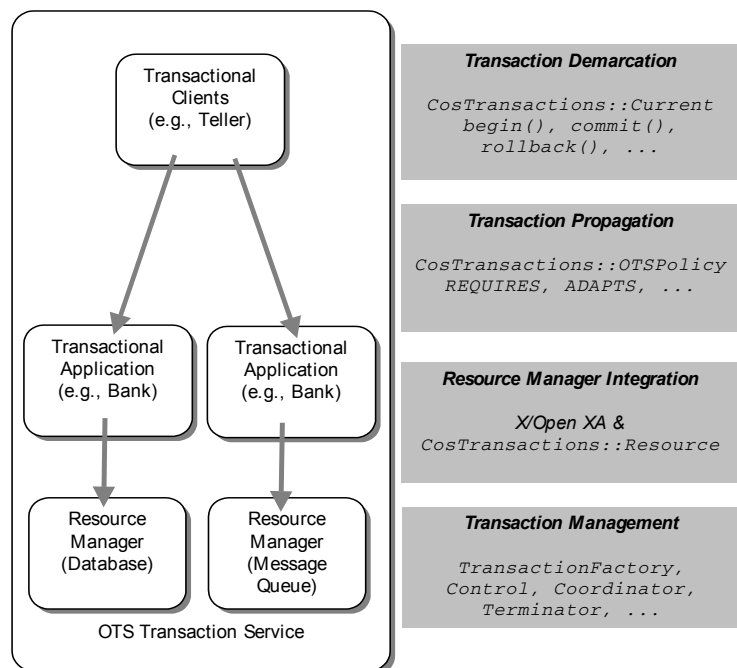 Transactional
Clients
(e.g., Teller)
Transactional
Application
(e.g., Bank)
Transactional
Application
(e.g., Bank)
Resource
Manager
(Database)
Resource
Manager
(Message
Queue)
OTS Transaction Service
Transaction Demarcation
CosTransactions::Current
begin(), commit(),
rollback(), ...
Transaction Propagation
CosTransactions::OTSPolicy
REQUIRES, ADAPTS, ...
Resource Manager Integration
X/Open XA &
CosTransactions::Resource
Transaction Management
TransactionFactory,
Control, Coordinator,
Terminator, ...